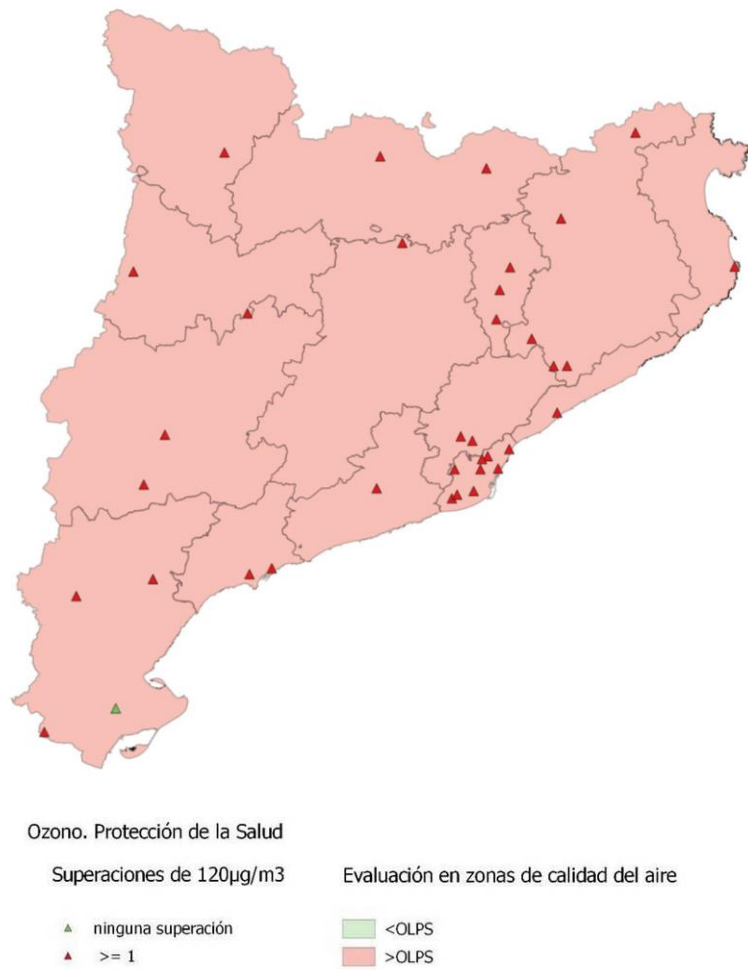 Ozono. Protección de la Salud
Superaciones de 120µg/m3
Evaluación en zonas de calidad del aire
ninguna superación
<OLPS
>= 1
>OLPS